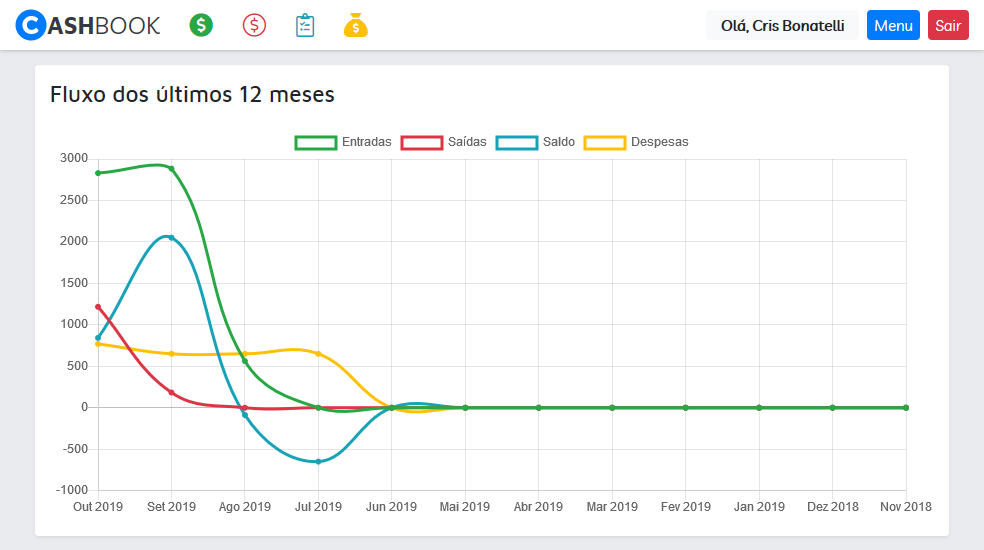 CASHBOOK
Olá, Cris Bonatelli
Menu
Sair
Fluxo dos últimos 12 meses
Entradas Saídas Saldo Despesas
3000
2500
2000
1500
1000
500
0
-500
-1000
Out 2019 Set 2019 Ago 2019 Jul 2019 Jun 2019 Mai 2019 Abr 2019 Mar 2019 Fev 2019 Jan 2019 Dez 2018 Nov 2018